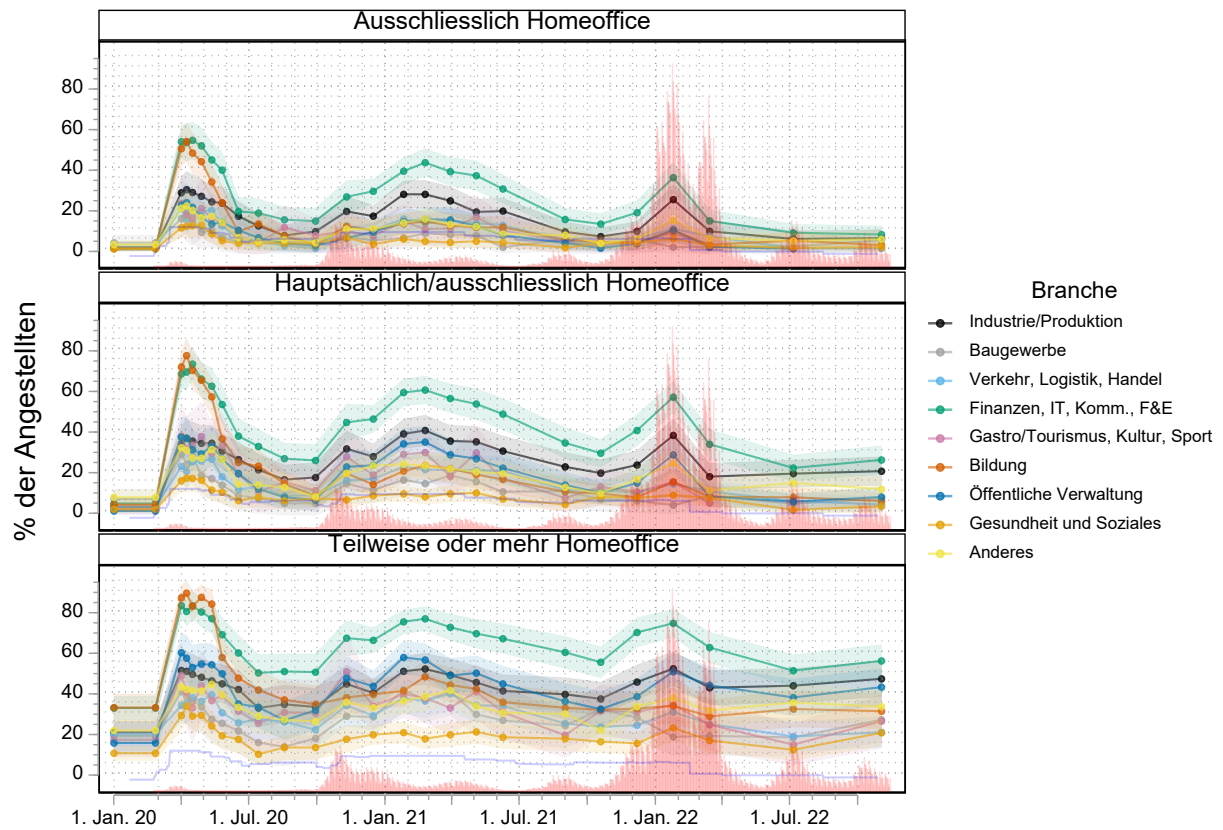 Ausschliesslich Homeoffice
80
60
40
20
0
Hauptsächlich/ausschliesslich Homeoffice
80
60
40
20
0
Teilweise oder mehr Homeoffice
80
60
40
20
0
% der Angestellten
1. Jan. 20
1. Jul. 20
1. Jan. 21
1. Jul. 21
1. Jan. 22
1. Jul. 22
Branche
Industrie/Produktion
Baugewerbe
Verkehr, Logistik, Handel
Finanzen, IT, Komm., F&E
Gastro/Tourismus, Kultur, Sport
Bildung
Öffentliche Verwaltung
Gesundheit und Soziales
Anderes